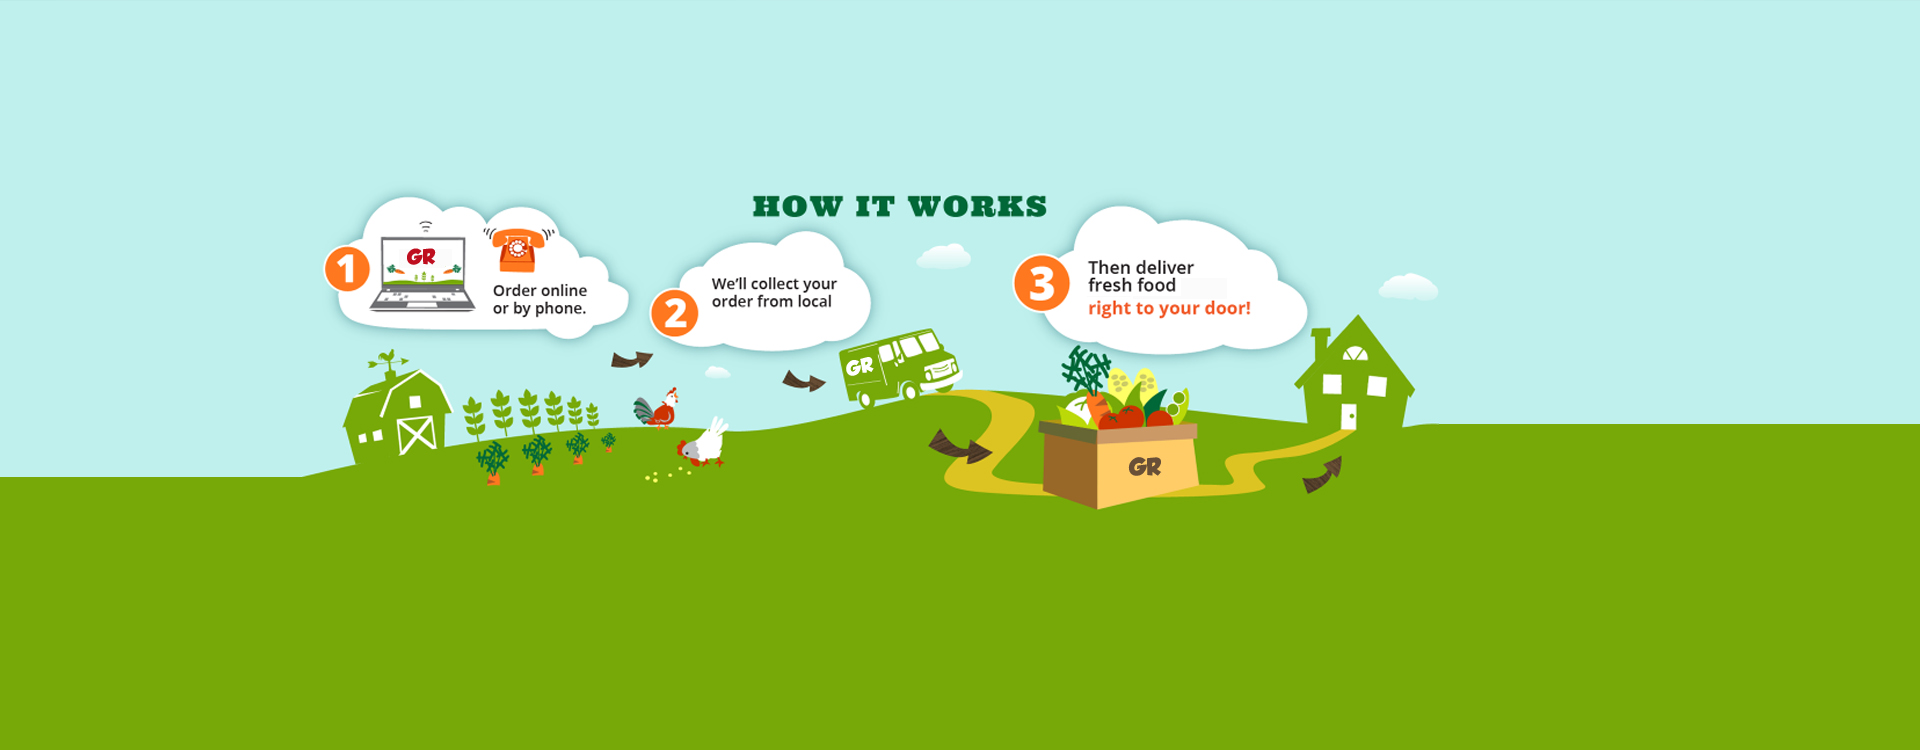 HOW IT WORKS
1
GR
Order online
or by phone.
2
We'll collect your
order from local
3
Then deliver
fresh food
right to your door!
GR
GR